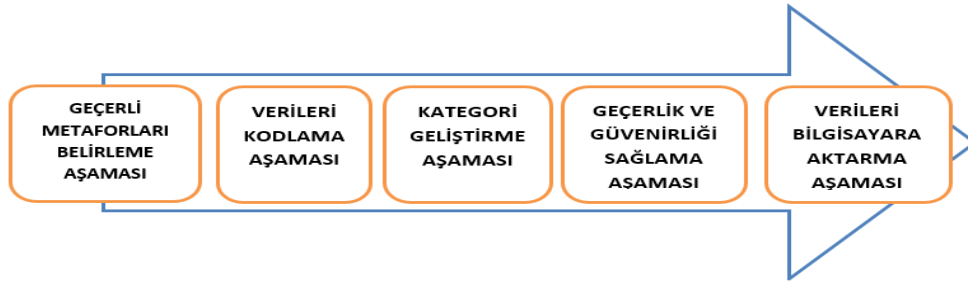 GEÇERLİ
METAFORLARI
BELİRLEME
AŞAMASI
VERİLERİ
KODLAMA
AŞAMASI
KATEGORİ
GELİŞTİRME
AŞAMASI
GEÇERLİK VE
GÜVENİRLİĞİ
SAĞLAMA
AŞAMASI
VERİLERİ
BİLGİSAYARA
AKTARMA
AŞAMASI